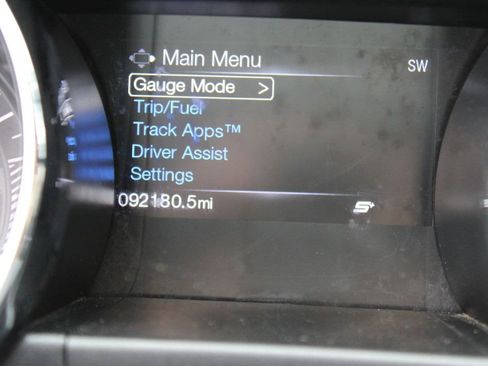 Main Menu
SW
Gauge Mode >
Trip/Fuel
Track Apps™
Driver Assist
Settings
092180.5mi
S+